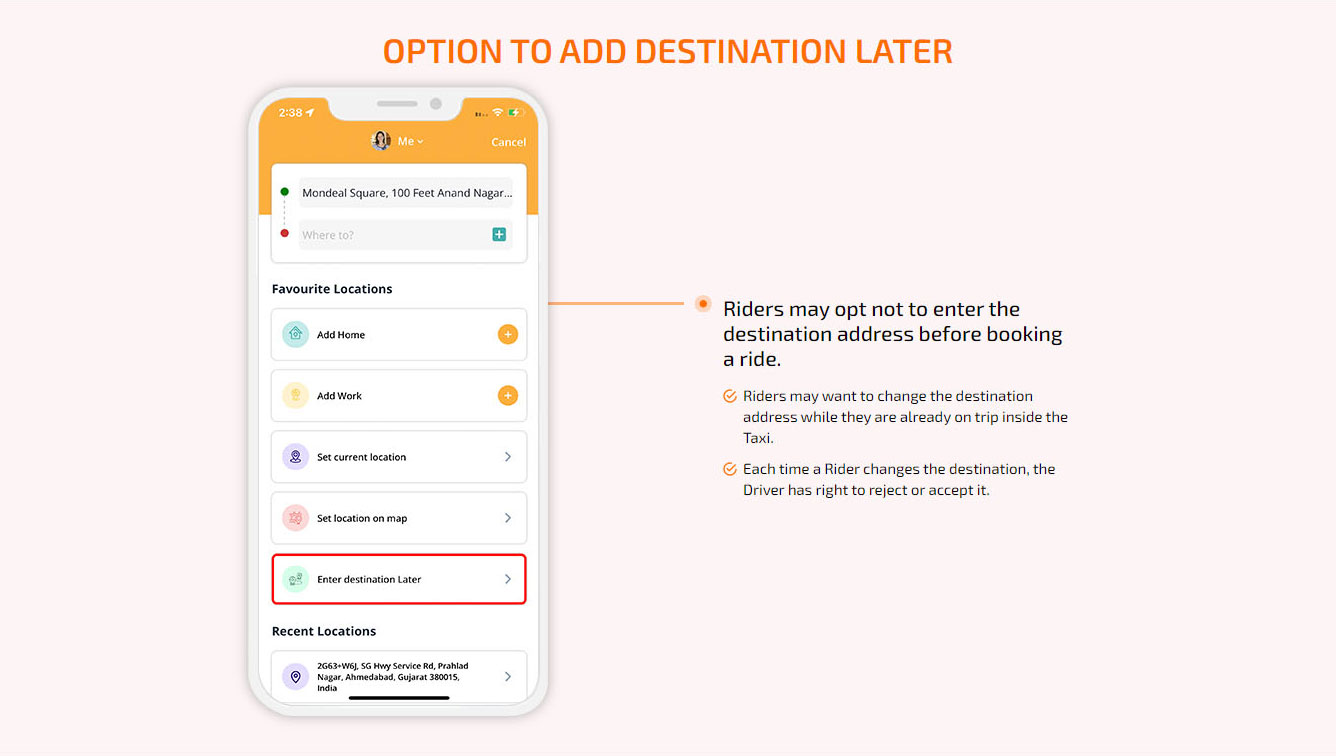 OPTION TO ADD DESTINATION LATER
2:38
Me
Cancel
Mondeal Square, 100 Feet Anand Nagar...
Where to?
Favourite Locations
Add Home
Add Work
Set current location
Set location on map
Enter destination Later
Recent Locations
2G63+W6J, SG Hwy Service Rd, Prahlad
Nagar, Ahmedabad, Gujarat 380015,
India
Riders may opt not to enter the
destination address before booking
a ride.
Riders may want to change the destination
address while they are already on trip inside the
Taxi.
Each time a Rider changes the destination, the
Driver has right to reject or accept it.